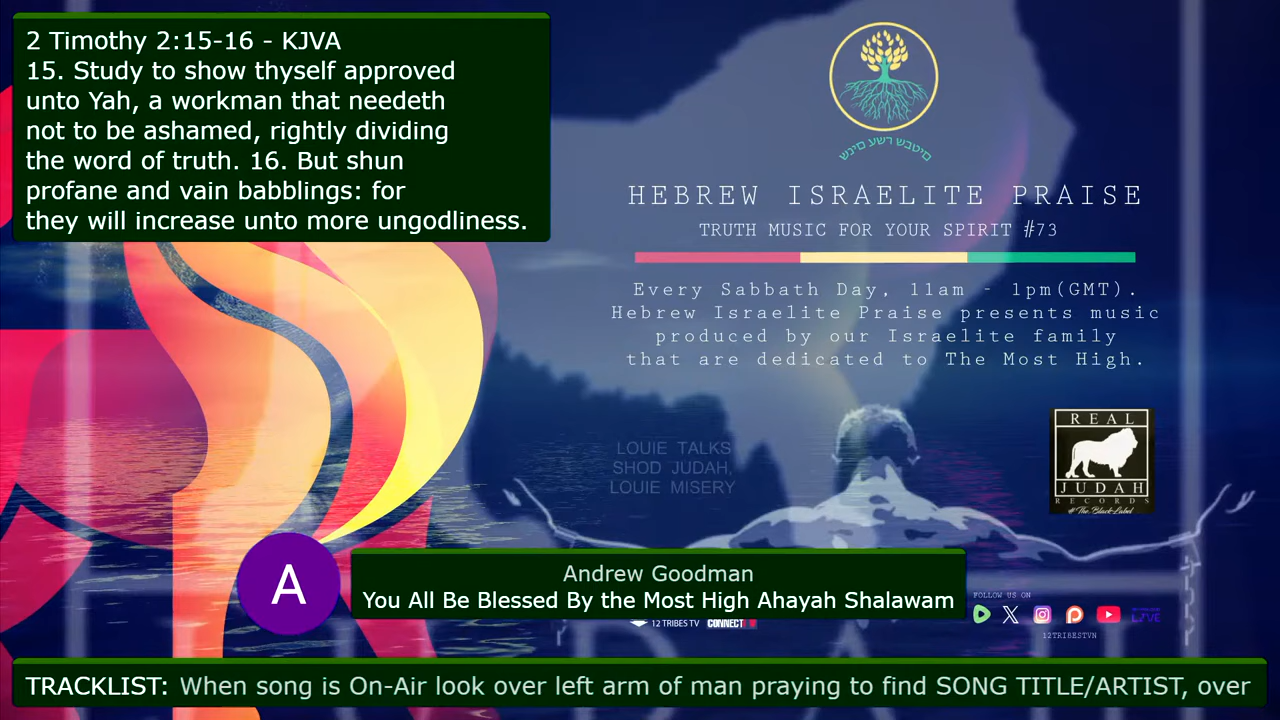 2 Timothy 2:15-16 - KJVA
15. Study to show thyself approved
unto Yah, a workman that needeth
not to be ashamed, rightly dividing
the word of truth. 16. But shun
profane and vain babblings: for
they will increase unto more ungodliness.
שנים עשר שבטים
HEBREW ISRAELITE PRAISE
TRUTH MUSIC FOR YOUR SPIRIT #73
Every Sabbath Day, 11am - 1pm(GMT).
Hebrew Israelite Praise presents music
produced by our Israelite family
that are dedicated to The Most High.
LOUIE TALKS
SHOD JUDAH,
LOUIE MISERY
REAL
JUDAH
RECORDS
#TheBlackLabel
A
Andrew Goodman
You All Be Blessed By the Most High Ahayah Shalawam
12 TRIBES TV CONNECT
FOLLOW US ON
LIVE
12TRIBESTVN
TRACKLIST: When song is On-Air look over left arm of man praying to find SONG TITLE/ARTIST, over